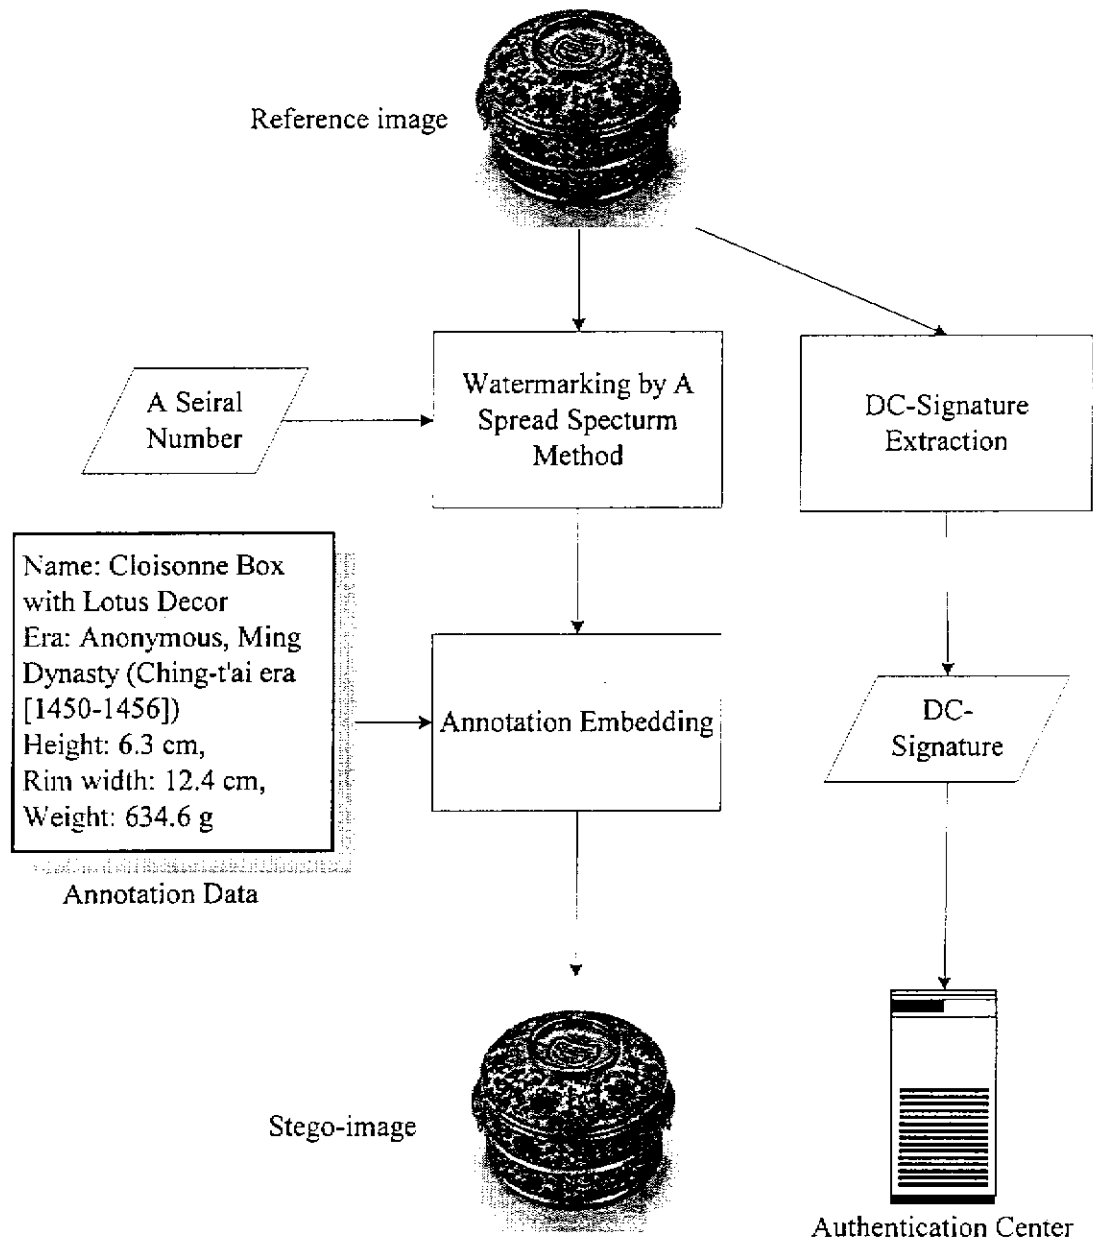 Reference image
A Seiral
Number
Watermarking by A
Spread Specturm
Method
DC-Signature
Extraction
Name: Cloisonne Box
with Lotus Decor
Era: Anonymous, Ming
Dynasty (Ching-t'ai era
[1450-1456])
Height: 6.3 cm,
Rim width: 12.4 cm,
Weight: 634.6 g
Annotation Data
Annotation Embedding
DC-
Signature
Stego-image
Authentication Center